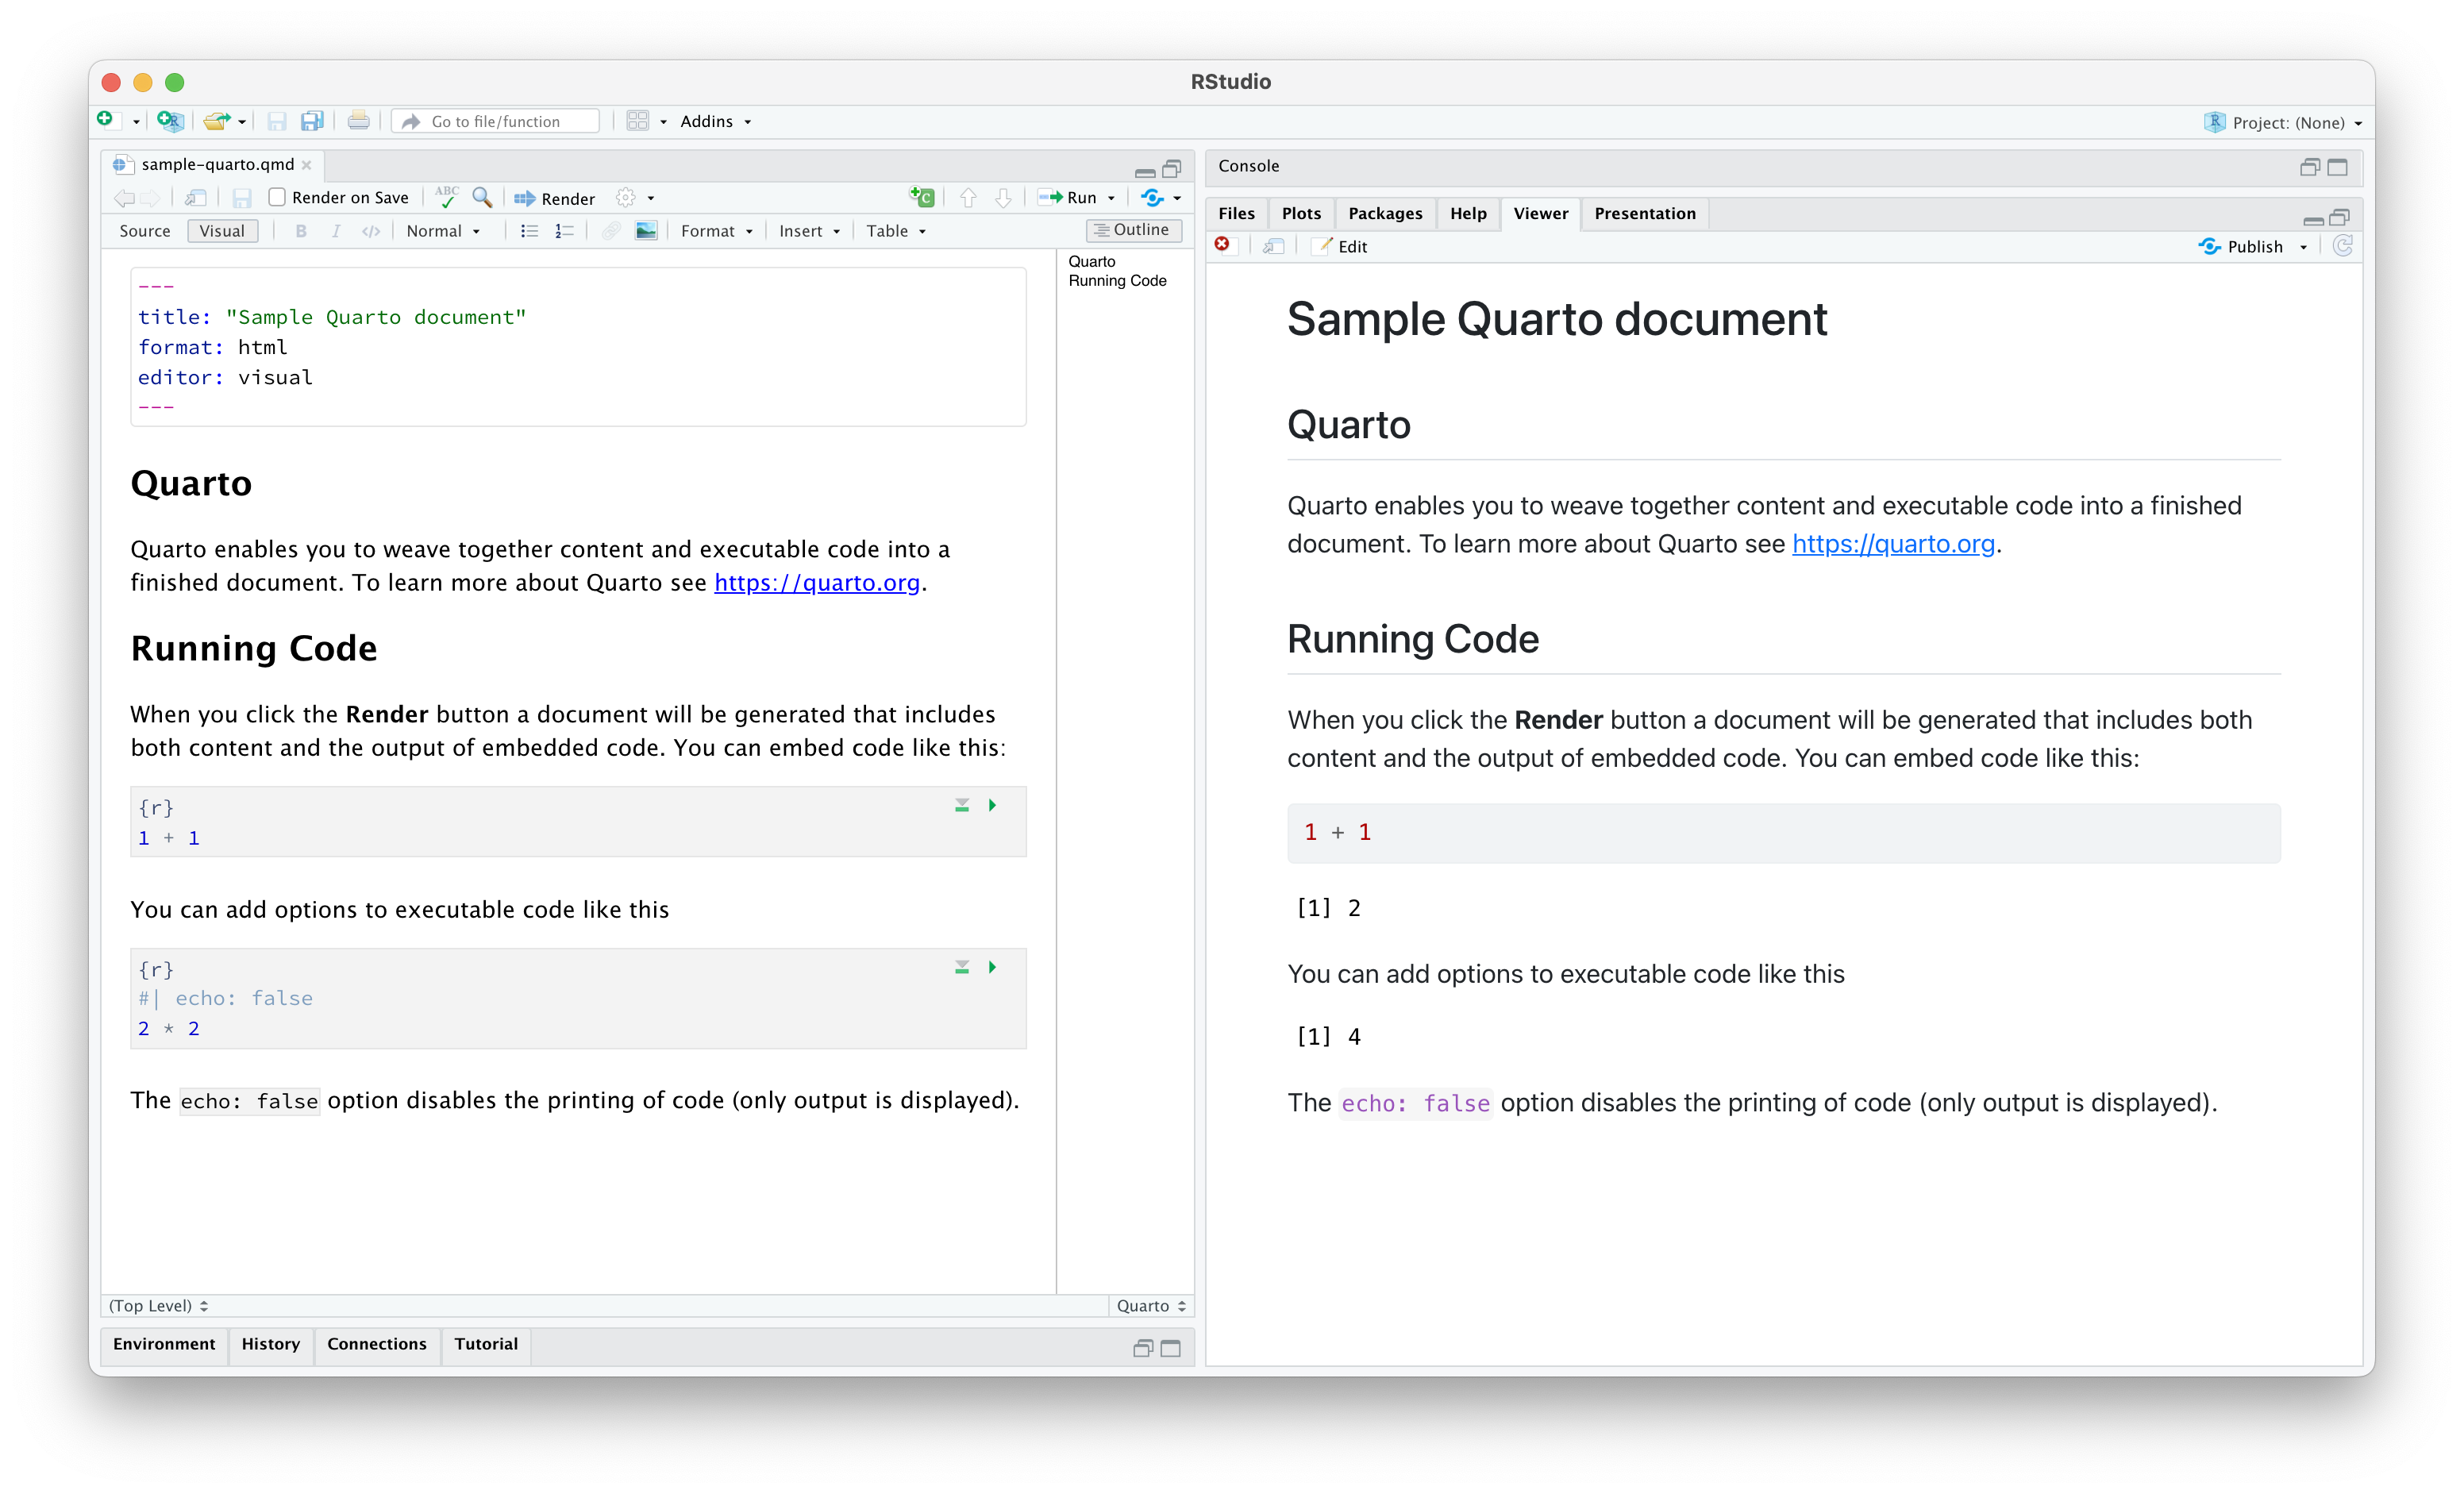 RStudio
Go to file/function
Addins
Project: (None)
sample-quarto.qmd
Render on Save
ABC
Render
Run
Source
Visual
B
I
</>
Normal
Format
Insert
Table
Outline
---
title: "Sample Quarto document"
format: html
editor: visual
---
Quarto
Quarto enables you to weave together content and executable code into a
finished document. To learn more about Quarto see https://quarto.org.
Running Code
When you click the Render button a document will be generated that includes
both content and the output of embedded code. You can embed code like this:
{r}
1 + 1
You can add options to executable code like this
{r}
#| echo: false
2 * 2
The echo: false option disables the printing of code (only output is displayed).
Quarto
Running Code
(Top Level)
Quarto
Environment
History
Connections
Tutorial
Console
Files
Plots
Packages
Help
Viewer
Presentation
Edit
Publish
Sample Quarto document
Quarto
Quarto enables you to weave together content and executable code into a finished
document. To learn more about Quarto see https://quarto.org.
Running Code
When you click the Render button a document will be generated that includes both
content and the output of embedded code. You can embed code like this:
1 + 1
[1] 2
You can add options to executable code like this
[1] 4
The echo: false option disables the printing of code (only output is displayed).